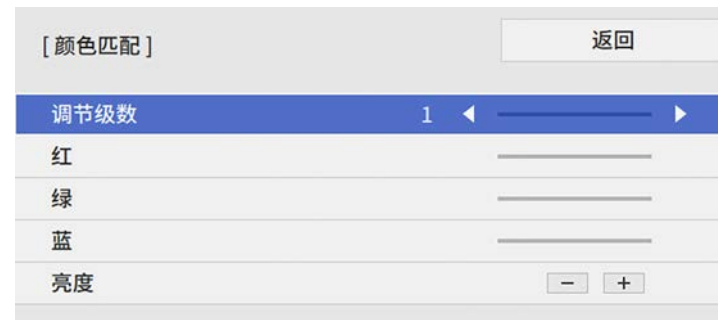 [ 颜色匹配 ]
返回
调节级数 1
红
绿
蓝
亮度 − +